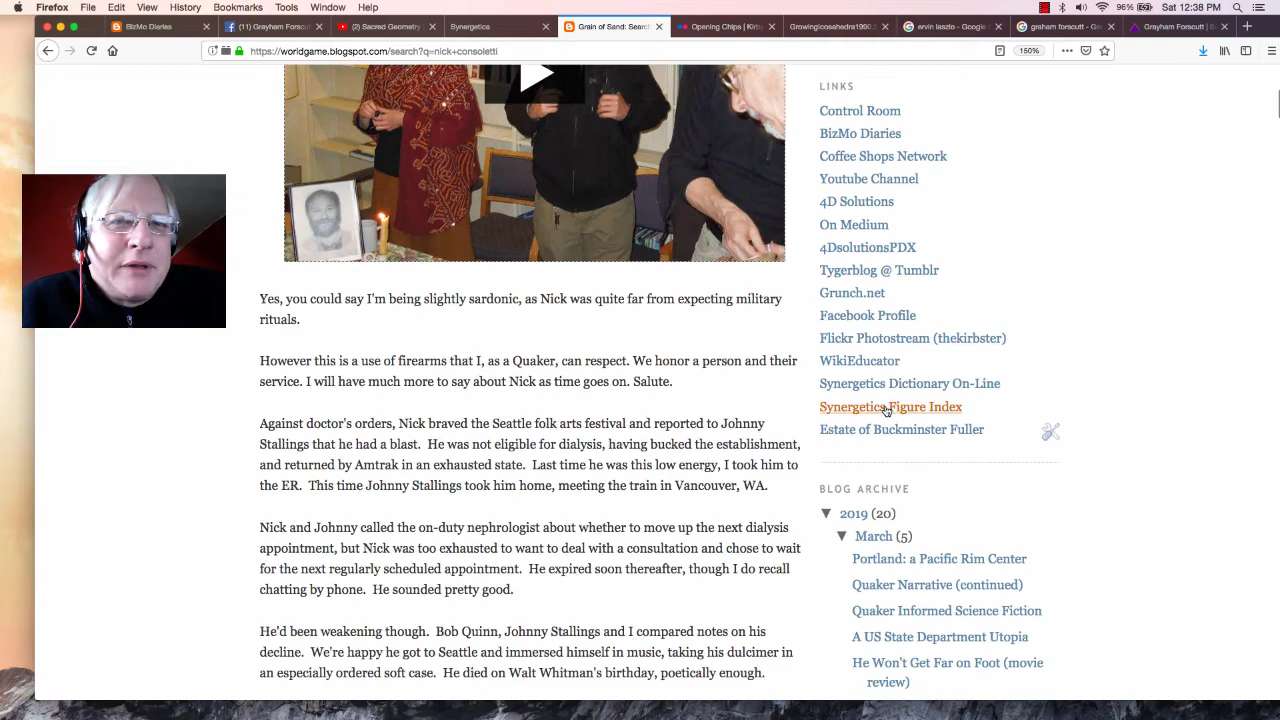 Firefox File Edit View History Bookmarks Tools Window Help
96% Sat 12:38 PM
BizMo Diaries
(11) Grayham Forscutt
(2) Sacred Geometry
Synergetica
Grain of Sand: Search
Opening Chips | Kirby
Growingicosahedra1990
ervin laszlo - Google
graham forscutt - Goo
Grayham Forscutt | S
https://worldgame.blogspot.com/search?q=nick+consoletti
150%
Yes, you could say I'm being slightly sardonic, as Nick was quite far from expecting military
rituals.
However this is a use of firearms that I, as a Quaker, can respect. We honor a person and their
service. I will have much more to say about Nick as time goes on. Salute.
Against doctor's orders, Nick braved the Seattle folk arts festival and reported to Johnny
Stallings that he had a blast. He was not eligible for dialysis, having bucked the establishment,
and returned by Amtrak in an exhausted state. Last time he was this low energy, I took him to
the ER. This time Johnny Stallings took him home, meeting the train in Vancouver, WA.
Nick and Johnny called the on-duty nephrologist about whether to move up the next dialysis
appointment, but Nick was too exhausted to want to deal with a consultation and chose to wait
for the next regularly scheduled appointment. He expired soon thereafter, though I do recall
chatting by phone. He sounded pretty good.
He'd been weakening though. Bob Quinn, Johnny Stallings and I compared notes on his
decline. We're happy he got to Seattle and immersed himself in music, taking his dulcimer in
an especially ordered soft case. He died on Walt Whitman's birthday, poetically enough.
LINKS
Control Room
BizMo Diaries
Coffee Shops Network
Youtube Channel
4D Solutions
On Medium
4DsolutionsPDX
Tygerblog @ Tumblr
Grunch.net
Facebook Profile
Flickr Photostream (thekirbster)
WikiEducator
Synergetics Dictionary On-Line
Synergetics Figure Index
Estate of Buckminster Fuller
BLOG ARCHIVE
▼ 2019 (20)
▼ March (5)
Portland: a Pacific Rim Center
Quaker Narrative (continued)
Quaker Informed Science Fiction
A US State Department Utopia
He Won't Get Far on Foot (movie
review)